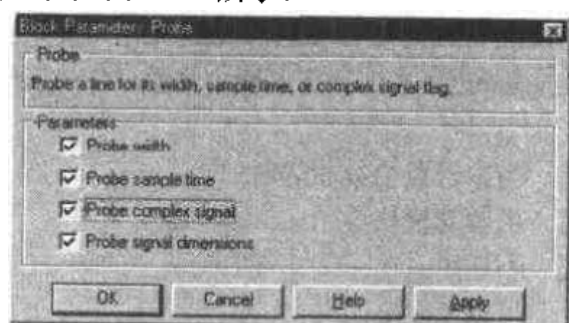 Block Parameter: Probe
Probe
Probe a line for its width, sample time, or complex signal flag.
Parameters
Probe width
Probe sample time
Probe complex signal
Probe signal dimensions
OK
Cancel
Help
Apply